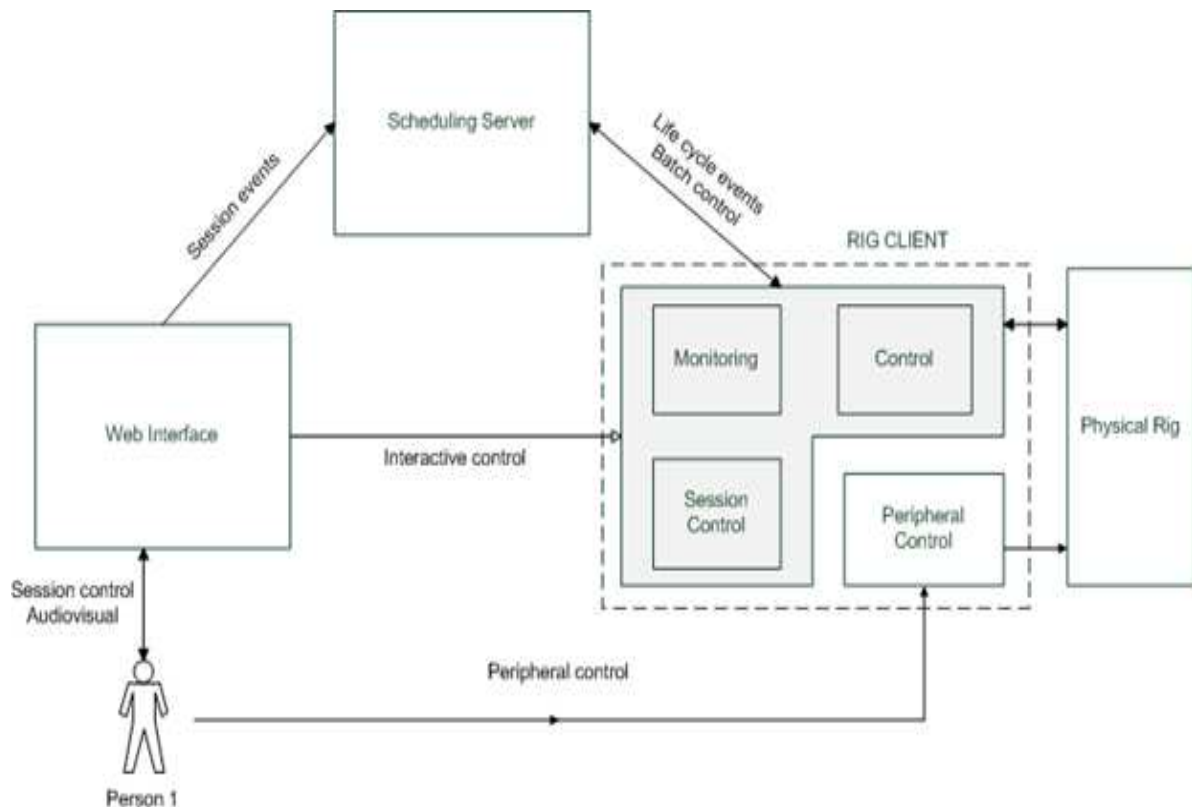 Scheduling Server
Session events
Life cycle events
Batch control
RIG CLIENT
Monitoring
Control
Physical Rig
Web Interface
Interactive control
Session
Control
Peripheral
Control
Session control
Audiovisual
Peripheral control
Person 1